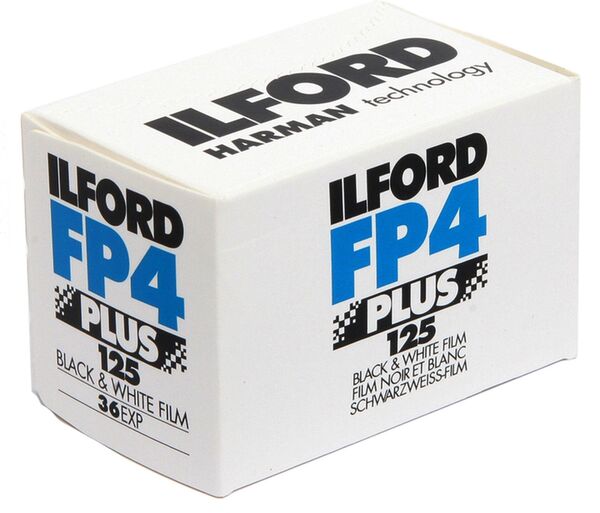 ILFORD
HARMAN technology
ILFORD
FP4
PLUS
125
BLACK & WHITE FILM
36EXP
ILFORD
FP4
PLUS
125
BLACK & WHITE FILM
FILM NOIR ET BLANC
SCHWARZWEISS-FILM